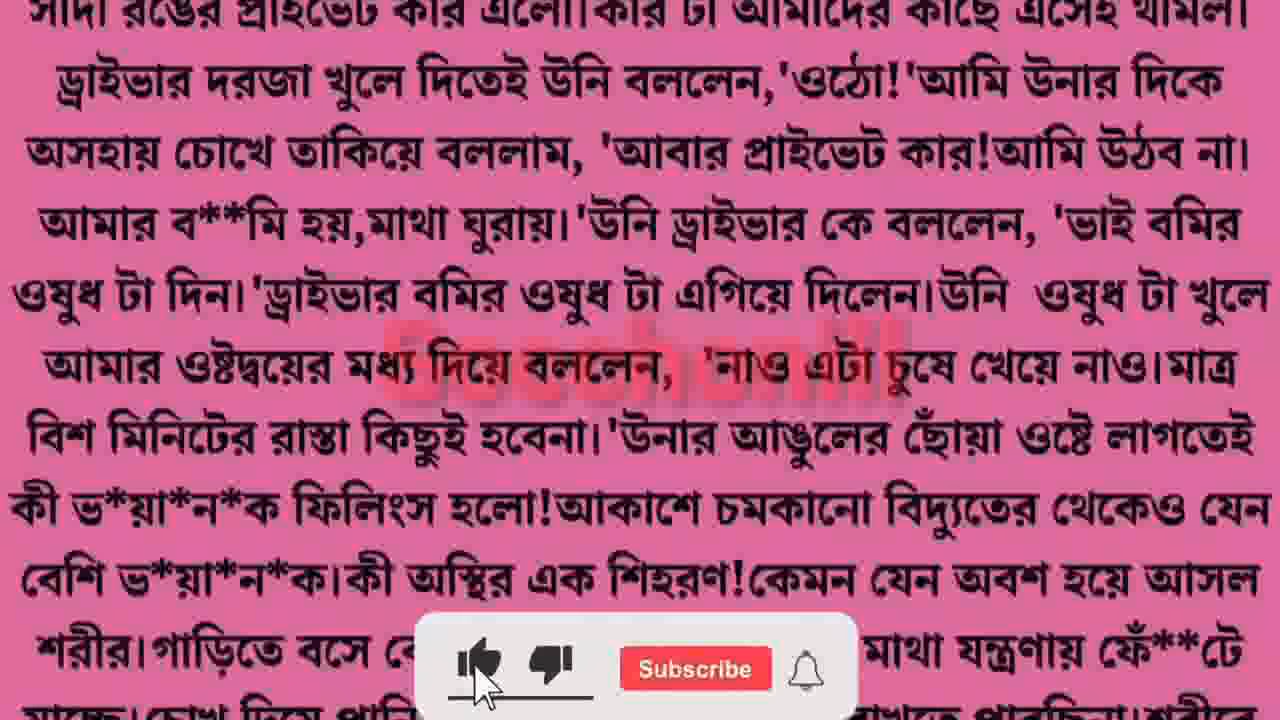 সাদা রঙের প্রাইভেট কার এলো।কার টা আমাদের কাছে এসেই থামল।
ড্রাইভার দরজা খুলে দিতেই উনি বললেন,'ওঠো!'আমি উনার দিকে
অসহায় চোখে তাকিয়ে বললাম, 'আবার প্রাইভেট কার!আমি উঠব না।
আমার ব**মি হয়,মাথা ঘুরায়।'উনি ড্রাইভার কে বললেন, 'ভাই বমির
ওষুধ টা দিন।'ড্রাইভার বমির ওষুধ টা এগিয়ে দিলেন।উনি ওষুধ টা খুলে
আমার ওষ্টদ্বয়ের মধ্য দিয়ে বললেন, 'নাও এটা চুষে খেয়ে নাও।মাত্র
বিশ মিনিটের রাস্তা কিছুই হবেনা।'উনার আঙুলের ছোঁয়া ওষ্টে লাগতেই
কী ভ*য়া*ন*ক ফিলিংস হলো!আকাশে চমকানো বিদ্যুতের থেকেও যেন
বেশি ভ*য়া*ন*ক।কী অস্থির এক শিহরণ!কেমন যেন অবশ হয়ে আসল
শরীর।গাড়িতে বসে মাথা যন্ত্রণায় ফেঁ**টে
যাচ্ছে।চোখ দিয়ে পানি রাখতে পারছিনা।শরীরে
Subscribe